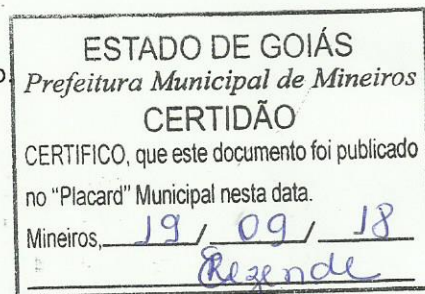 ESTADO DE GOIÁS
Prefeitura Municipal de Mineiros
CERTIDÃO
CERTIFICO, que este documento foi publicado
no "Placard" Municipal nesta data.
Mineiros, 19 / 09 / 18
Rezende